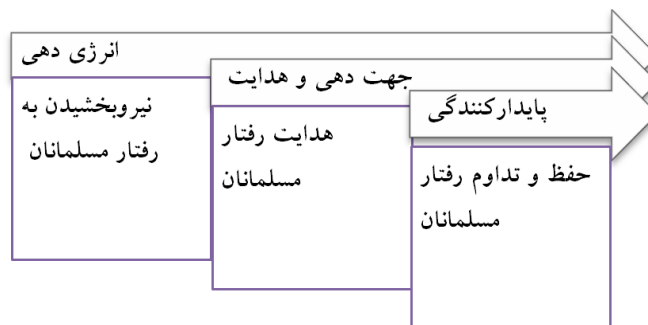 انرژی دهی
نیروبخشیدن به
رفتار مسلمانان
جهت دهی و هدایت
هدایت رفتار
مسلمانان
پایدارکنندگی
حفظ و تداوم رفتار
مسلمانان